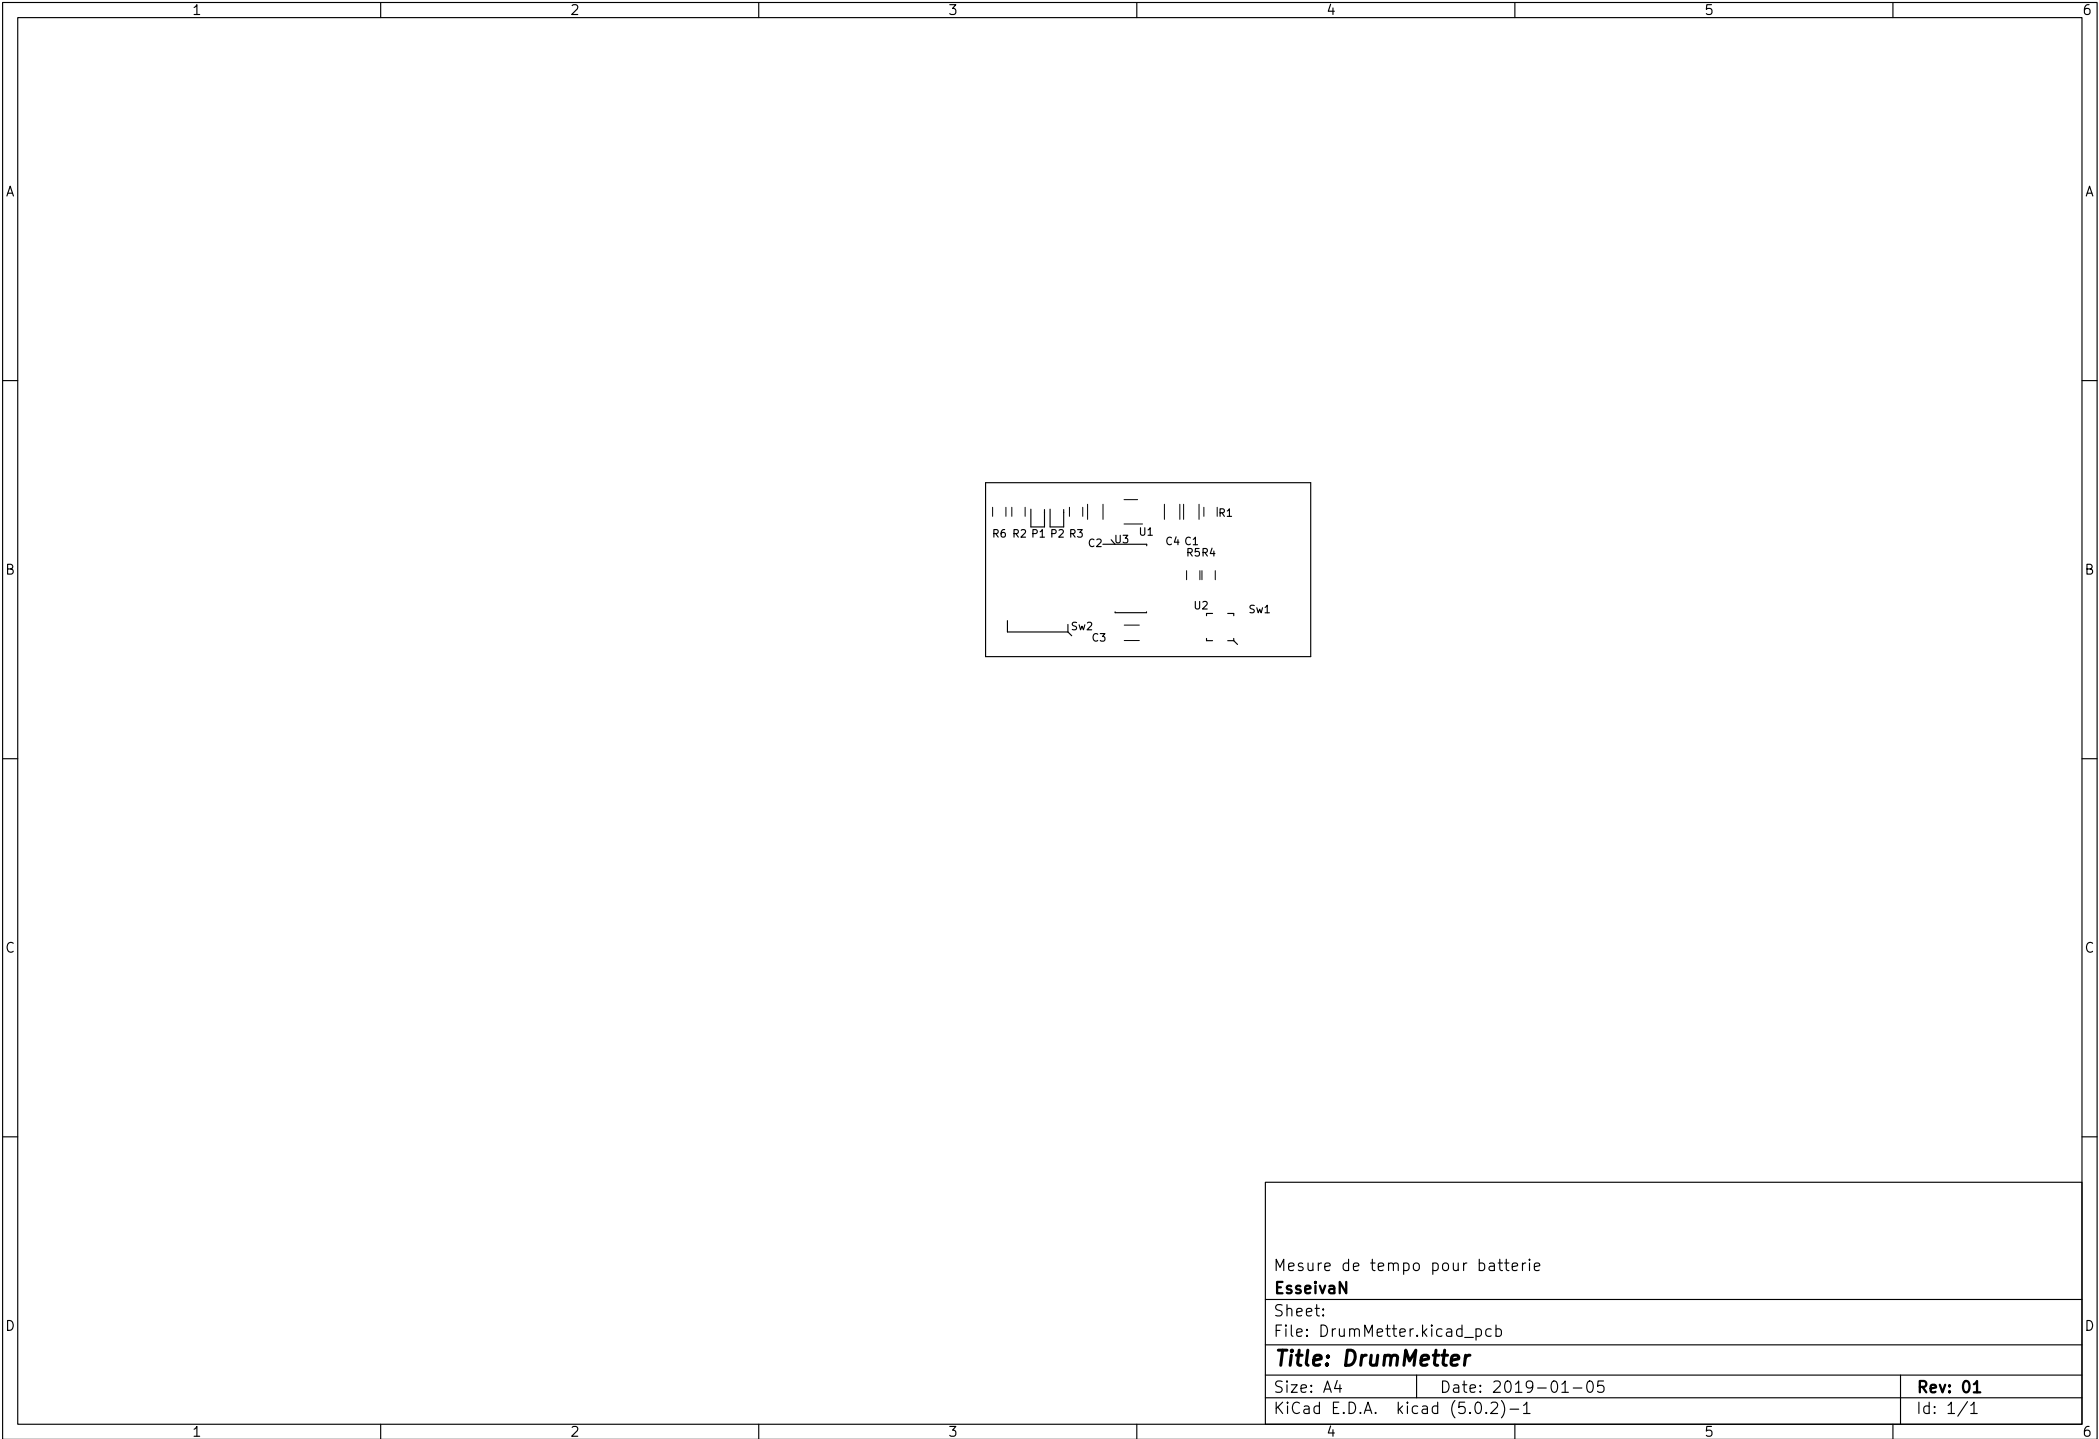 1 2 3 4 5 6
A A
R1
R6 R2 P1 P2 R3 U1
C2 U3 C4 C1
R5 R4
B B
U2 Sw1
Sw2
C3
C C
Mesure de tempo pour batterie
EsseivaN
Sheet:
D D
File: DrumMetter.kicad_pcb
Title: DrumMetter
Size: A4 Date: 2019-01-05 Rev: 01
KiCad E.D.A. kicad (5.0.2)-1 Id: 1/1
1 2 3 4 5 6